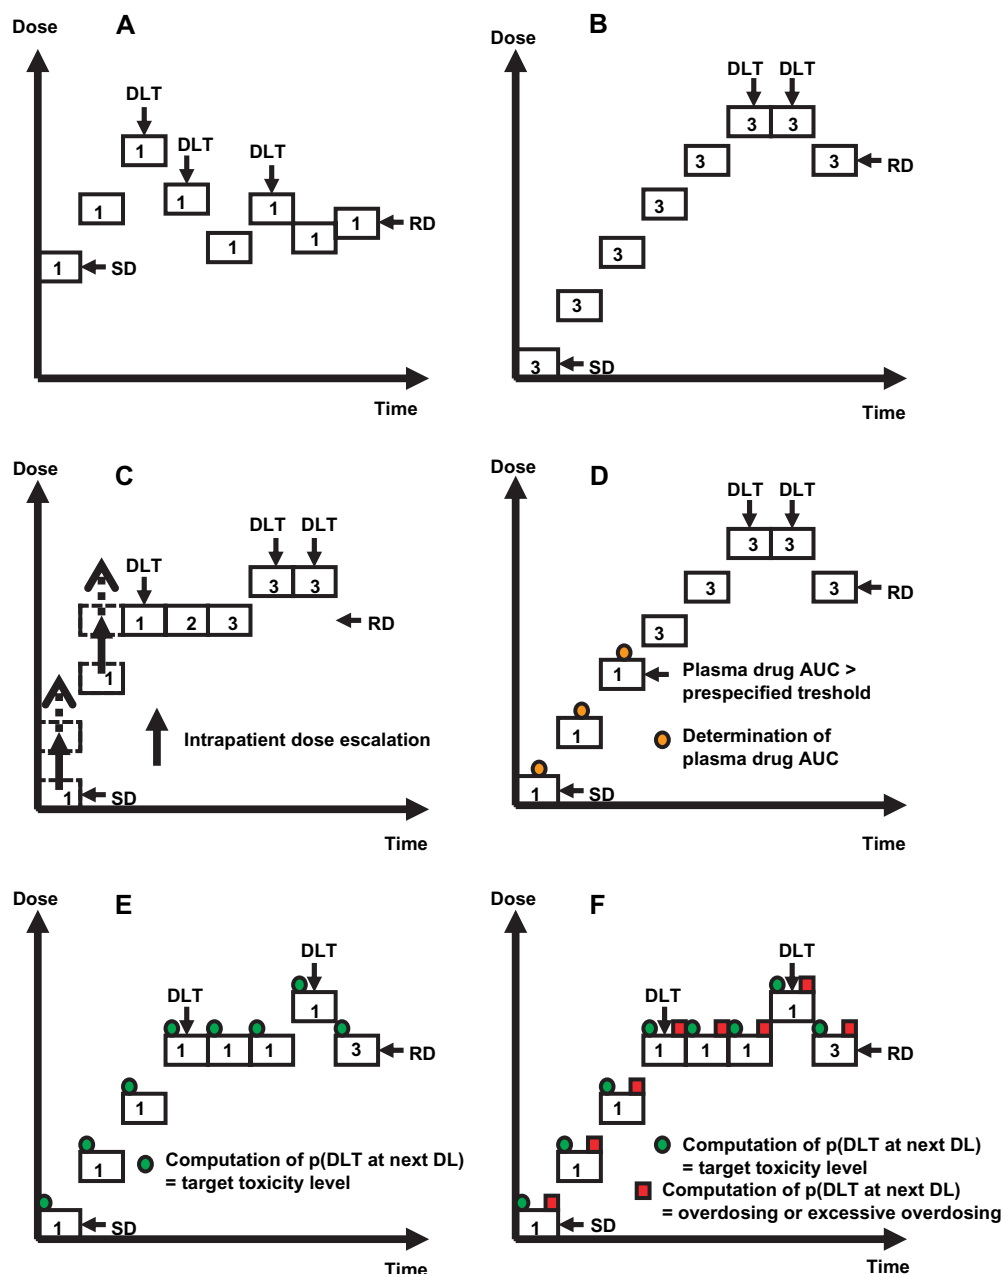 A
Dose
DLT
DLT
DLT
1
1
1
1
1
1
1
1
RD
SD
Time
B
Dose
DLT DLT
3 3
3
3
RD
3
3
3
3
SD
Time
C
Dose
DLT DLT
DLT
3 3
1 2 3
RD
1
Intrapatient dose escalation
1
SD
Time
D
Dose
DLT DLT
3 3
3
3
RD
3
1
Plasma drug AUC >
prespecified treshold
1
Determination of
plasma drug AUC
1
SD
Time
E
Dose
DLT
1
DLT
1 1 1
3
RD
1
1
Computation of p(DLT at next DL)
= target toxicity level
1
SD
Time
F
Dose
DLT
1
DLT
1 1 1
3
RD
1
1
Computation of p(DLT at next DL)
= target toxicity level
Computation of p(DLT at next DL)
= overdosing or excessive overdosing
1
SD
Time